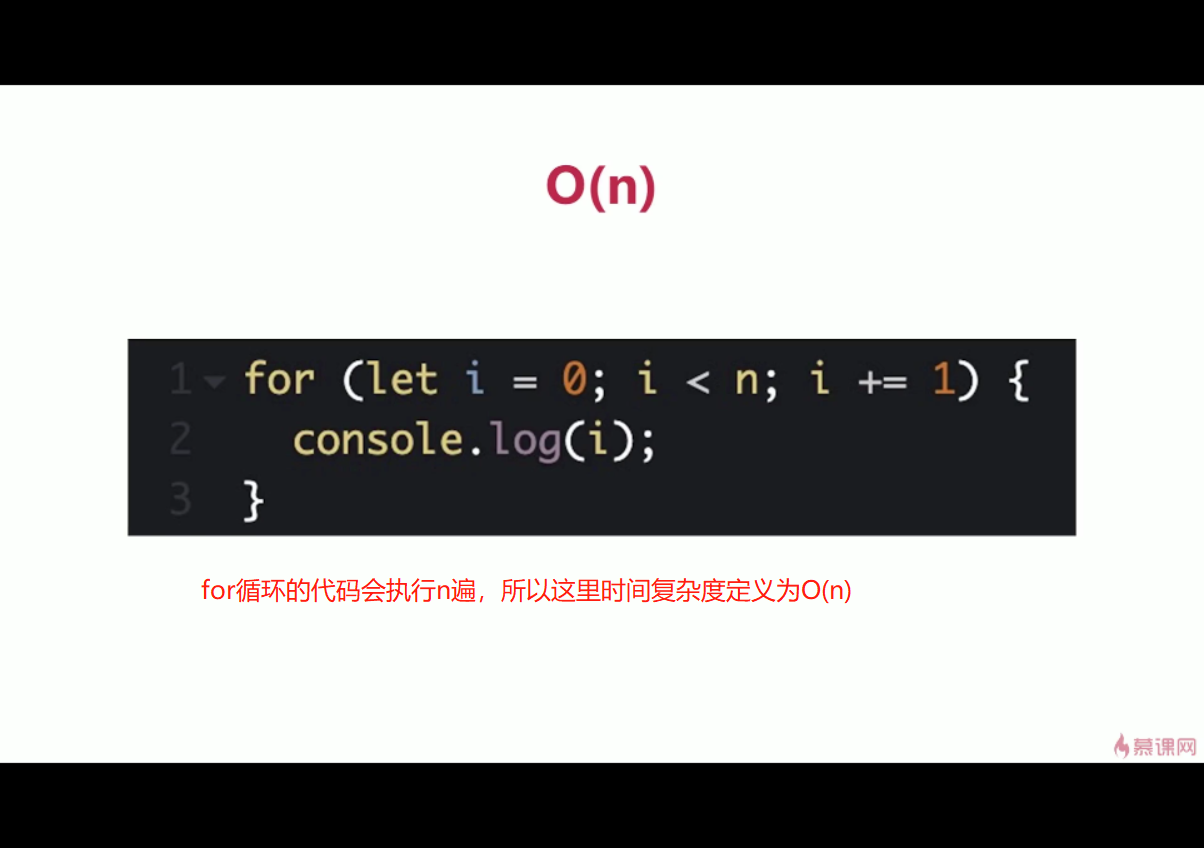 O(n)
1 for (let i = 0; i < n; i += 1) {
2 console.log(i);
3 }
for循环的代码会执行n遍，所以这里时间复杂度定义为O(n)
慕课网